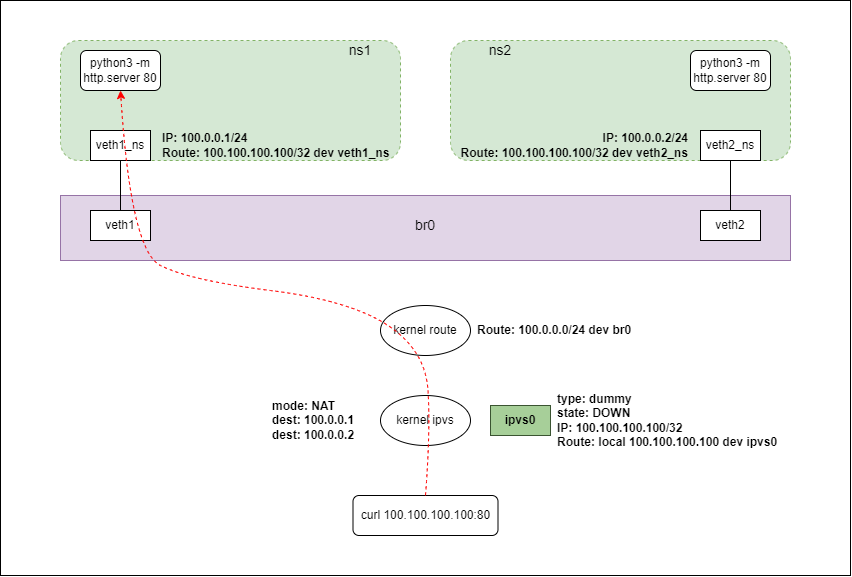 ns1
ns2
python3 -m
http.server 80
python3 -m
http.server 80
veth1_ns
IP: 100.0.0.1/24
Route: 100.100.100.100/32 dev veth1_ns
IP: 100.0.0.2/24
Route: 100.100.100.100/32 dev veth2_ns
veth2_ns
veth1
br0
veth2
kernel route
Route: 100.0.0.0/24 dev br0
mode: NAT
dest: 100.0.0.1
dest: 100.0.0.2
kernel ipvs
ipvs0
type: dummy
state: DOWN
IP: 100.100.100.100/32
Route: local 100.100.100.100 dev ipvs0
curl 100.100.100.100:80